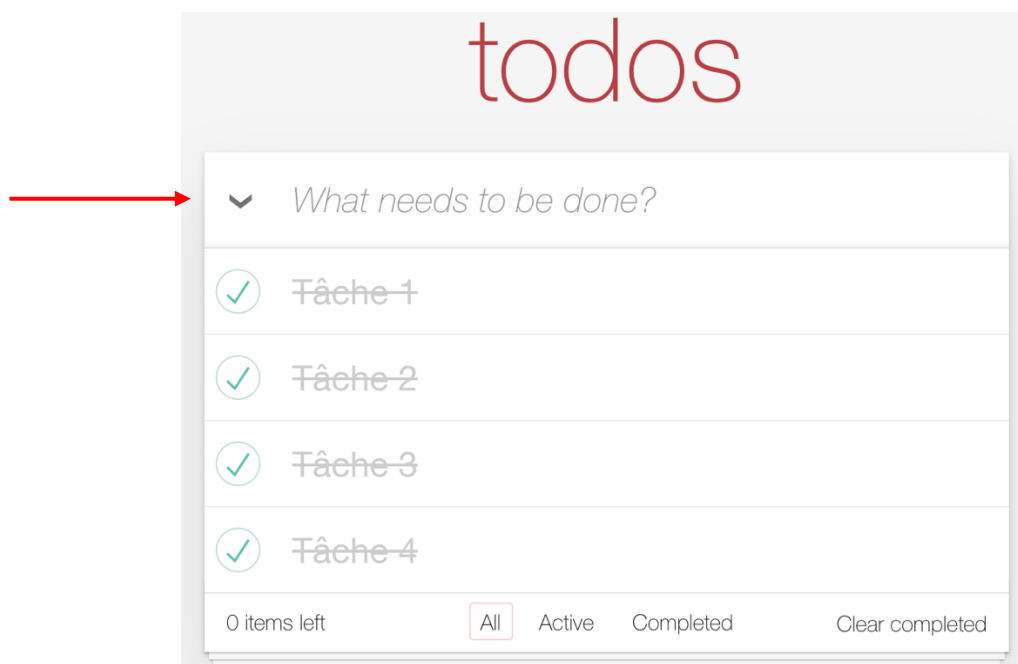 todos
What needs to be done?
Tâche 1
Tâche 2
Tâche 3
Tâche 4
0 items left All Active Completed Clear completed